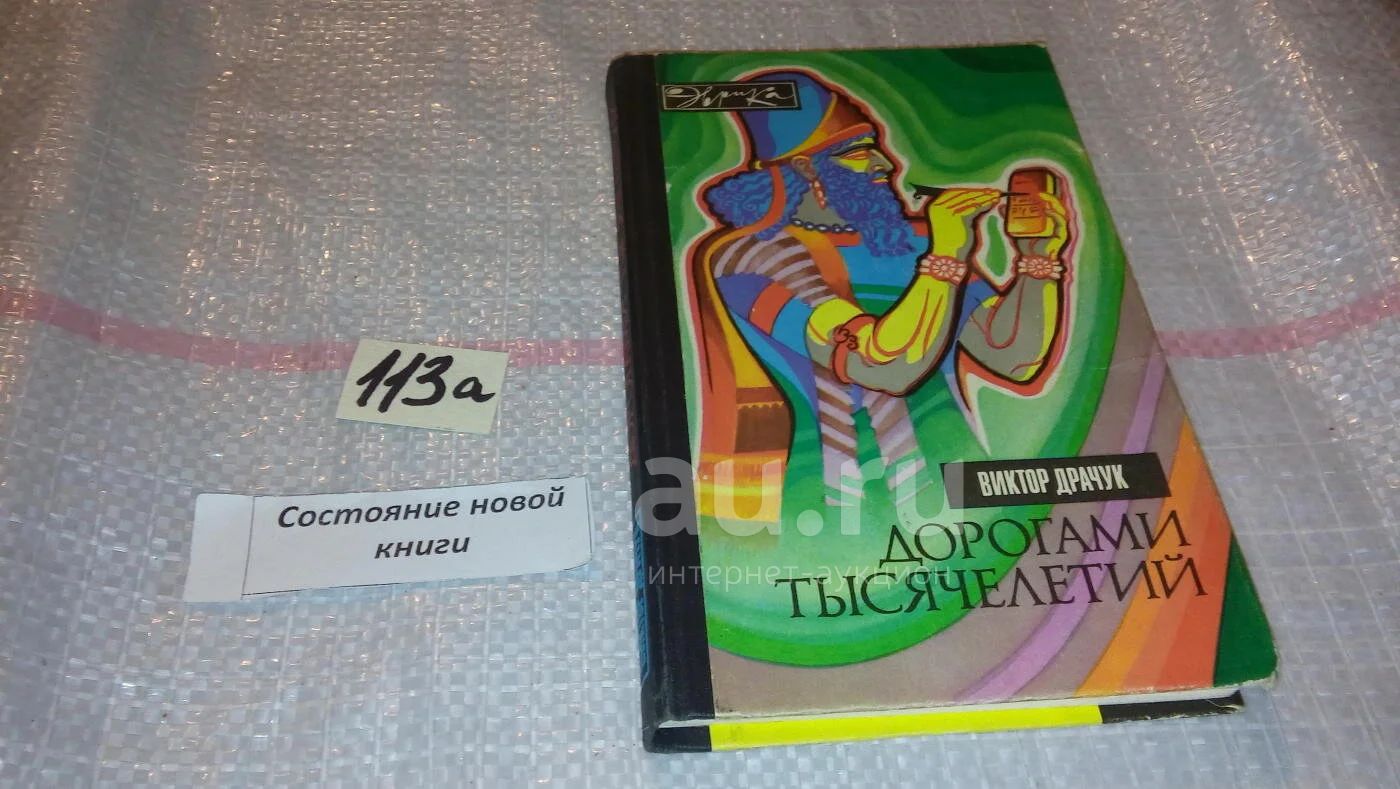 Эврика
113а
Состояние новой
книги
ВИКТОР ДРАЧУК
ДОРОГАМИ
ТЫСЯЧЕЛЕТИЙ
au.ru
интернет-аукцион